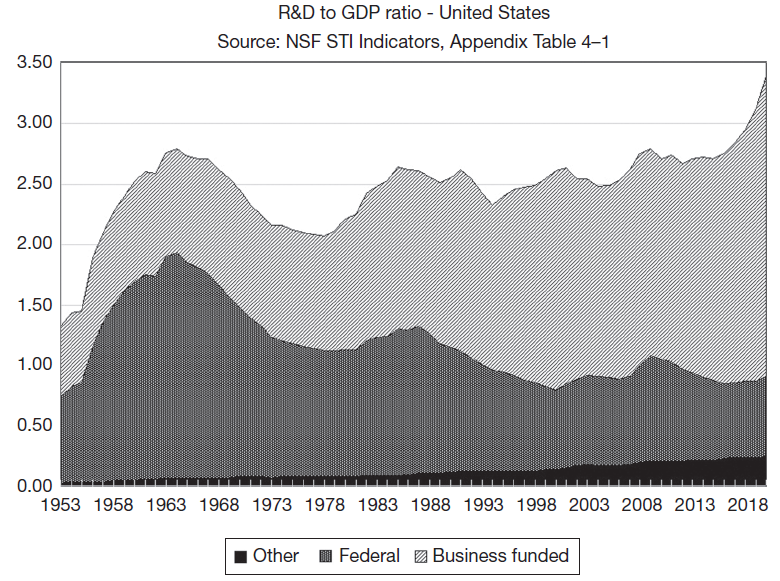 R&D to GDP ratio - United States
Source: NSF STI Indicators, Appendix Table 4–1
3.50
3.00
2.50
2.00
1.50
1.00
0.50
0.00
1953 1958 1963 1968 1973 1978 1983 1988 1993 1998 2003 2008 2013 2018
Other Federal Business funded